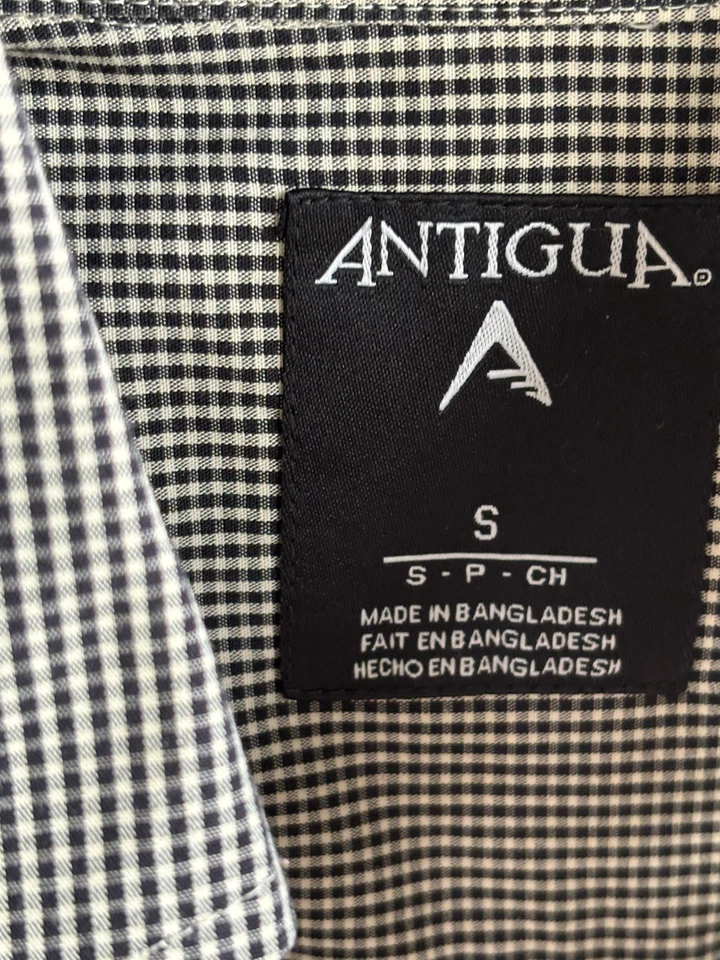 ANTIGUA®
S
S - P - CH
MADE IN BANGLADESH
FAIT EN BANGLADESH
HECHO EN BANGLADESH